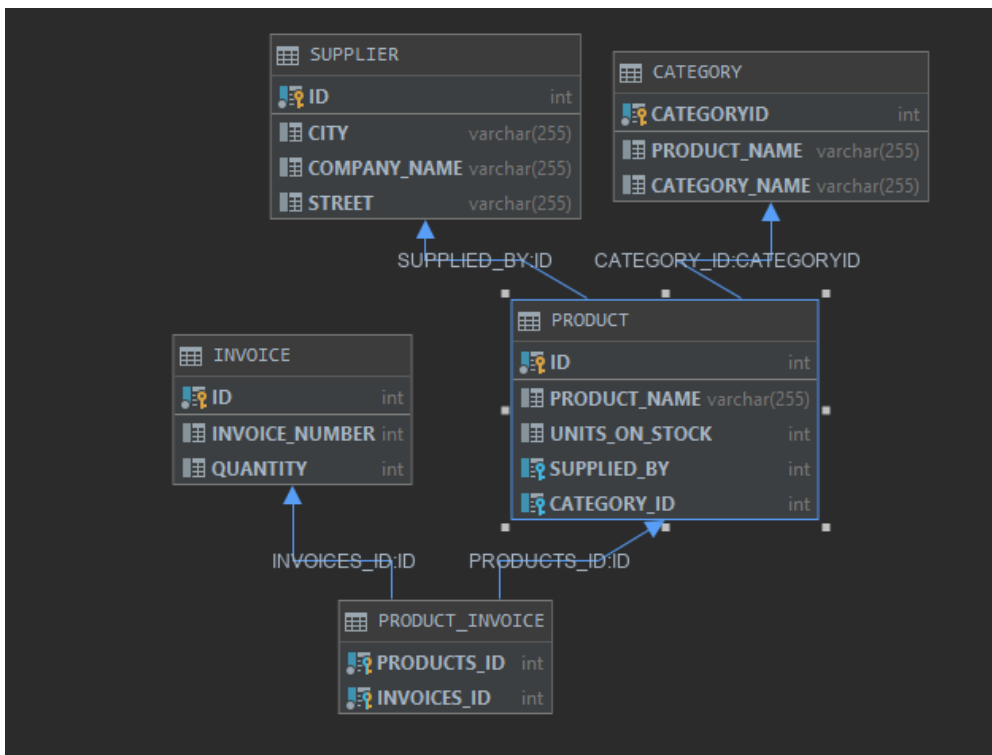 SUPPLIER
ID int
CITY varchar(255)
COMPANY_NAME varchar(255)
STREET varchar(255)
CATEGORY
CATEGORYID int
PRODUCT_NAME varchar(255)
CATEGORY_NAME varchar(255)
SUPPLIED_BY:ID
CATEGORY_ID:CATEGORYID
PRODUCT
ID int
PRODUCT_NAME varchar(255)
UNITS_ON_STOCK int
SUPPLIED_BY int
CATEGORY_ID int
INVOICE
ID int
INVOICE_NUMBER int
QUANTITY int
INVOICES_ID:ID
PRODUCTS_ID:ID
PRODUCT_INVOICE
PRODUCTS_ID int
INVOICES_ID int